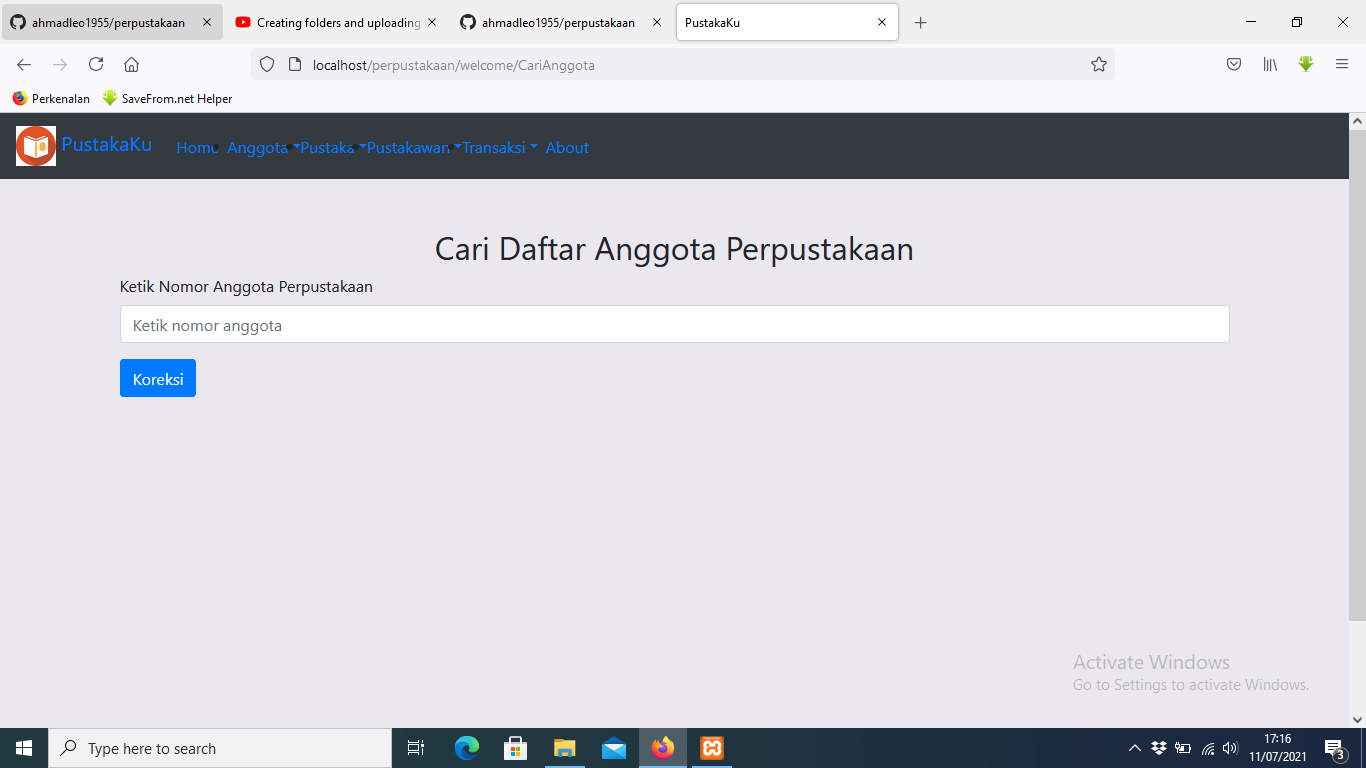 ahmadleo1955/perpustakaan
Creating folders and uploading
ahmadleo1955/perpustakaan
PustakaKu
localhost/perpustakaan/welcome/CariAnggota
Perkenalan
SaveFrom.net Helper
PustakaKu
Home Anggota Pustaka Pustakawan Transaksi About
Cari Daftar Anggota Perpustakaan
Ketik Nomor Anggota Perpustakaan
Ketik nomor anggota
Koreksi
Activate Windows
Go to Settings to activate Windows.
Type here to search
17:16
11/07/2021
3